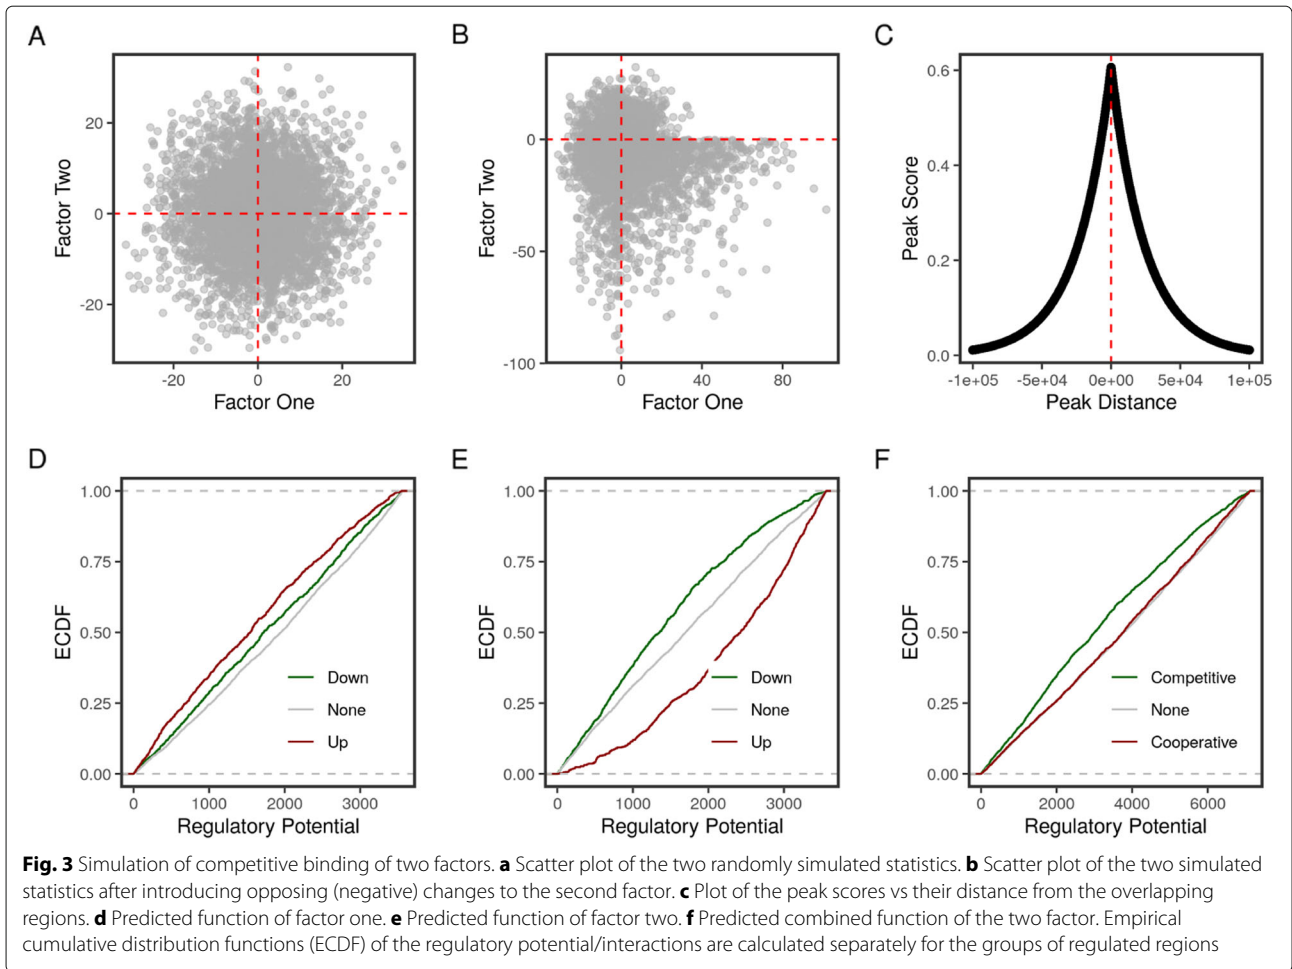 A
B
C
20
0
-20
Factor Two
-20
0
20
Factor One
0
-50
-100
Factor Two
0
40
80
Factor One
0.6
0.4
0.2
0.0
Peak Score
-1e+05
-5e+04
0e+00
5e+04
1e+05
Peak Distance
D
E
F
1.00
0.75
0.50
0.25
0.00
ECDF
Down
None
Up
0
1000
2000
3000
Regulatory Potential
1.00
0.75
0.50
0.25
0.00
ECDF
Down
None
Up
0
1000
2000
3000
Regulatory Potential
1.00
0.75
0.50
0.25
0.00
ECDF
Competitive
None
Cooperative
0
2000
4000
6000
Regulatory Potential
Fig. 3 Simulation of competitive binding of two factors. a Scatter plot of the two randomly simulated statistics. b Scatter plot of the two simulated
statistics after introducing opposing (negative) changes to the second factor. c Plot of the peak scores vs their distance from the overlapping
regions. d Predicted function of factor one. e Predicted function of factor two. f Predicted combined function of the two factor. Empirical
cumulative distribution functions (ECDF) of the regulatory potential/interactions are calculated separately for the groups of regulated regions